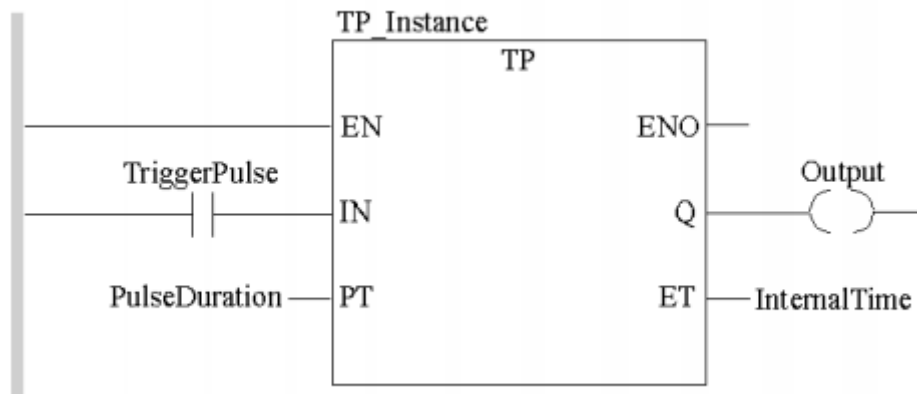 TP_Instance
TP
EN ENO
TriggerPulse Output
IN Q
PulseDuration PT ET InternalTime